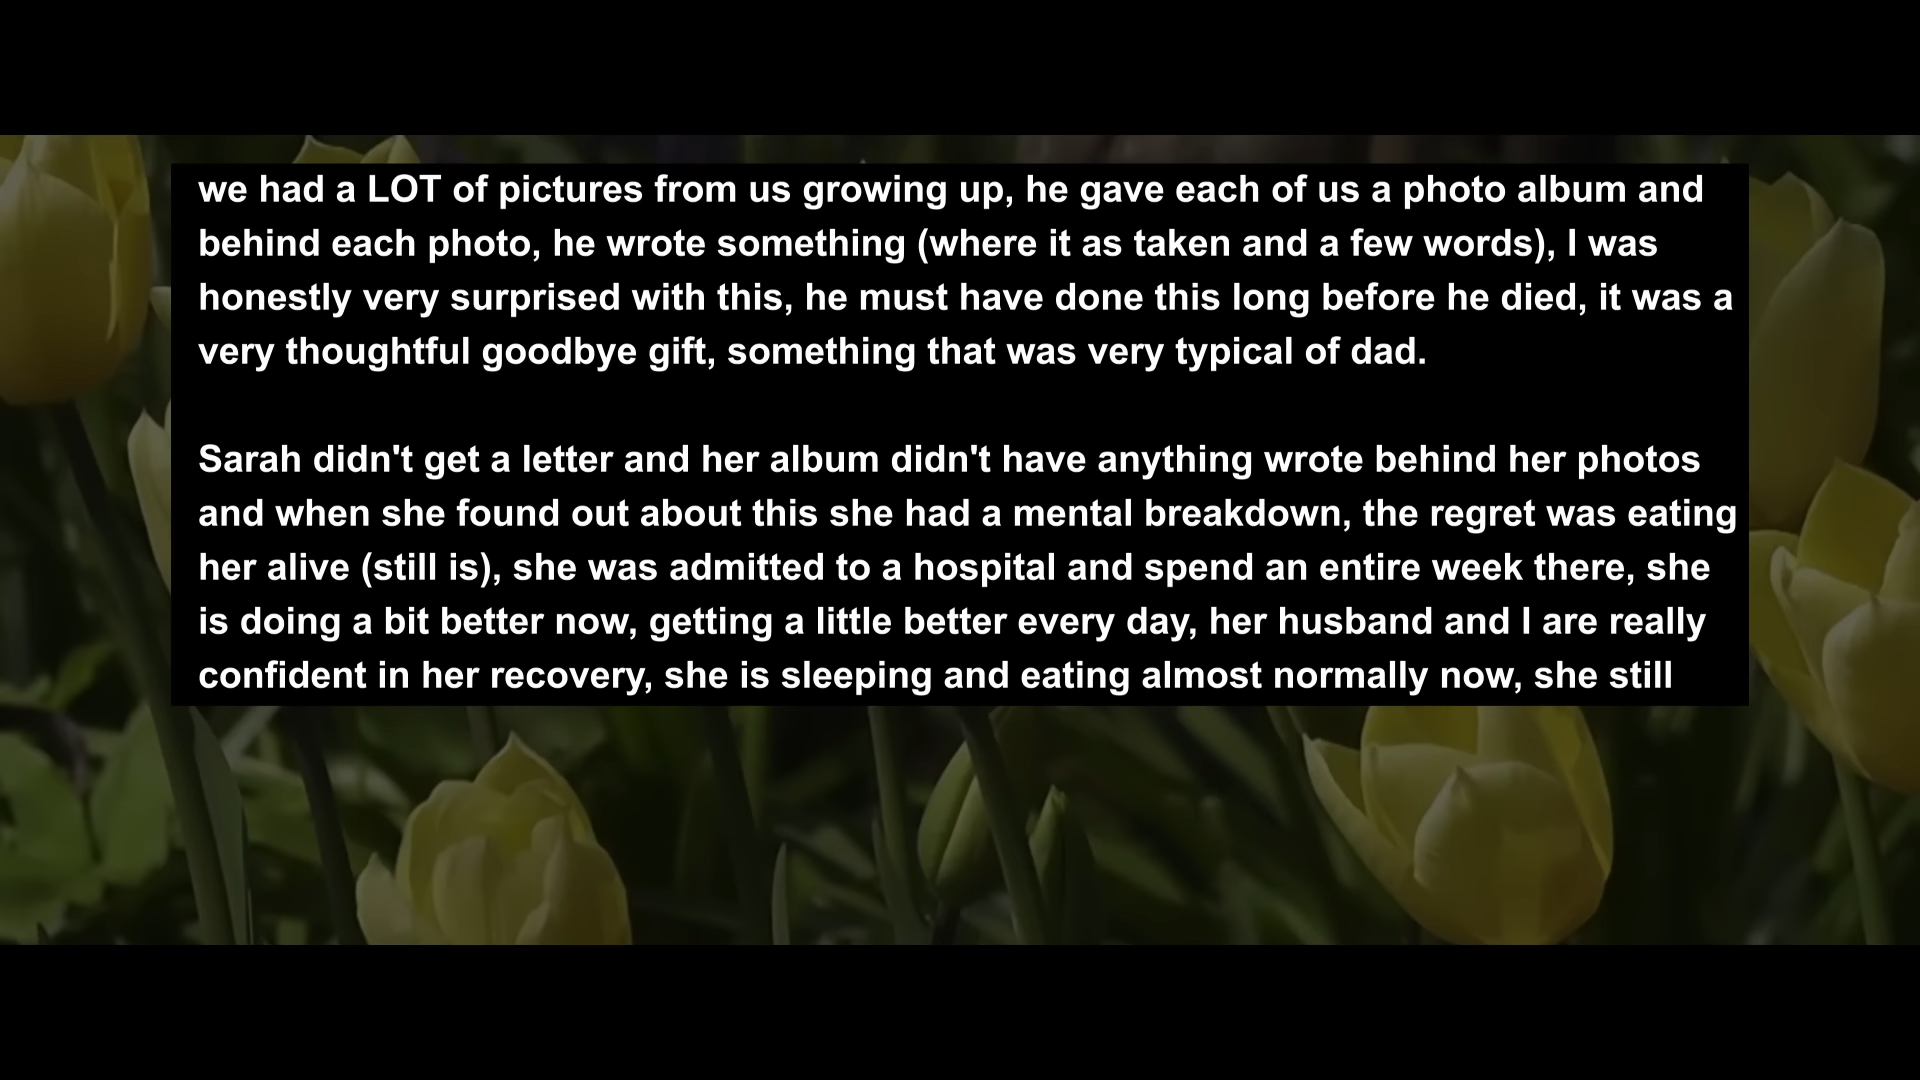 we had a LOT of pictures from us growing up, he gave each of us a photo album and
behind each photo, he wrote something (where it as taken and a few words), I was
honestly very surprised with this, he must have done this long before he died, it was a
very thoughtful goodbye gift, something that was very typical of dad.
Sarah didn't get a letter and her album didn't have anything wrote behind her photos
and when she found out about this she had a mental breakdown, the regret was eating
her alive (still is), she was admitted to a hospital and spend an entire week there, she
is doing a bit better now, getting a little better every day, her husband and I are really
confident in her recovery, she is sleeping and eating almost normally now, she still